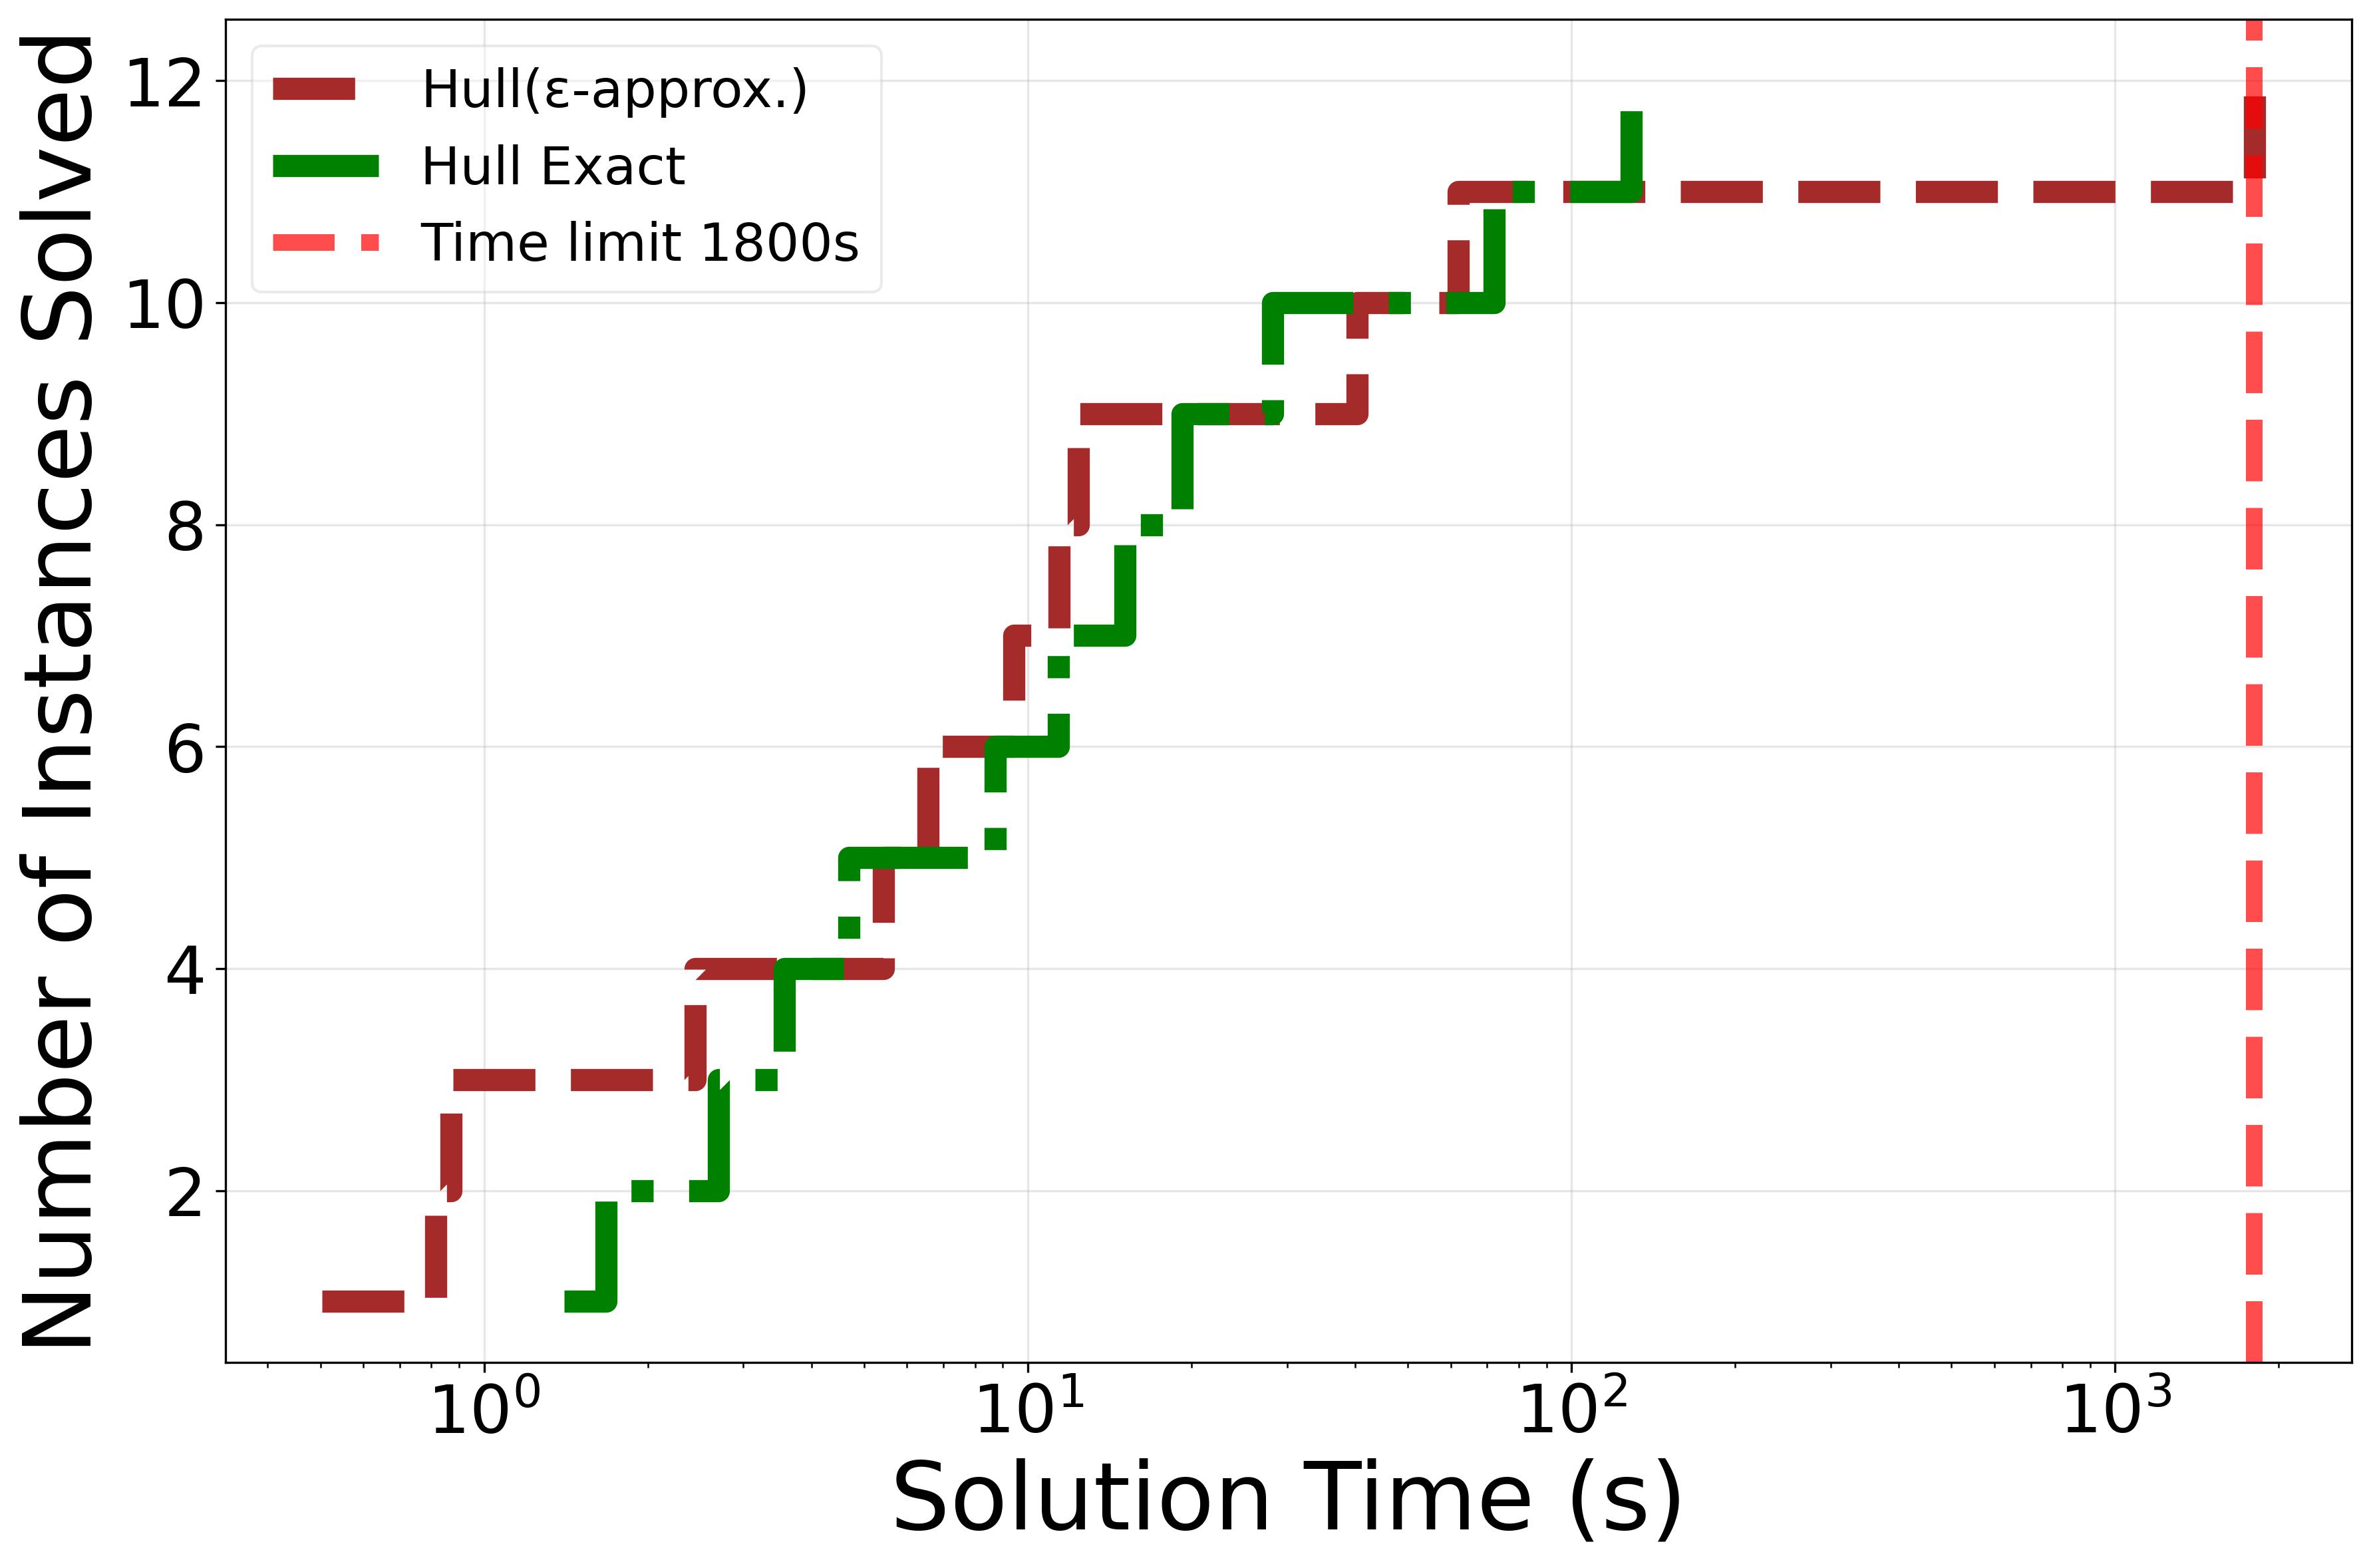 Number of Instances Solved
12
10
8
6
4
2
Hull(ε-approx.)
Hull Exact
Time limit 1800s
10⁰
10¹
10²
10³
Solution Time (s)